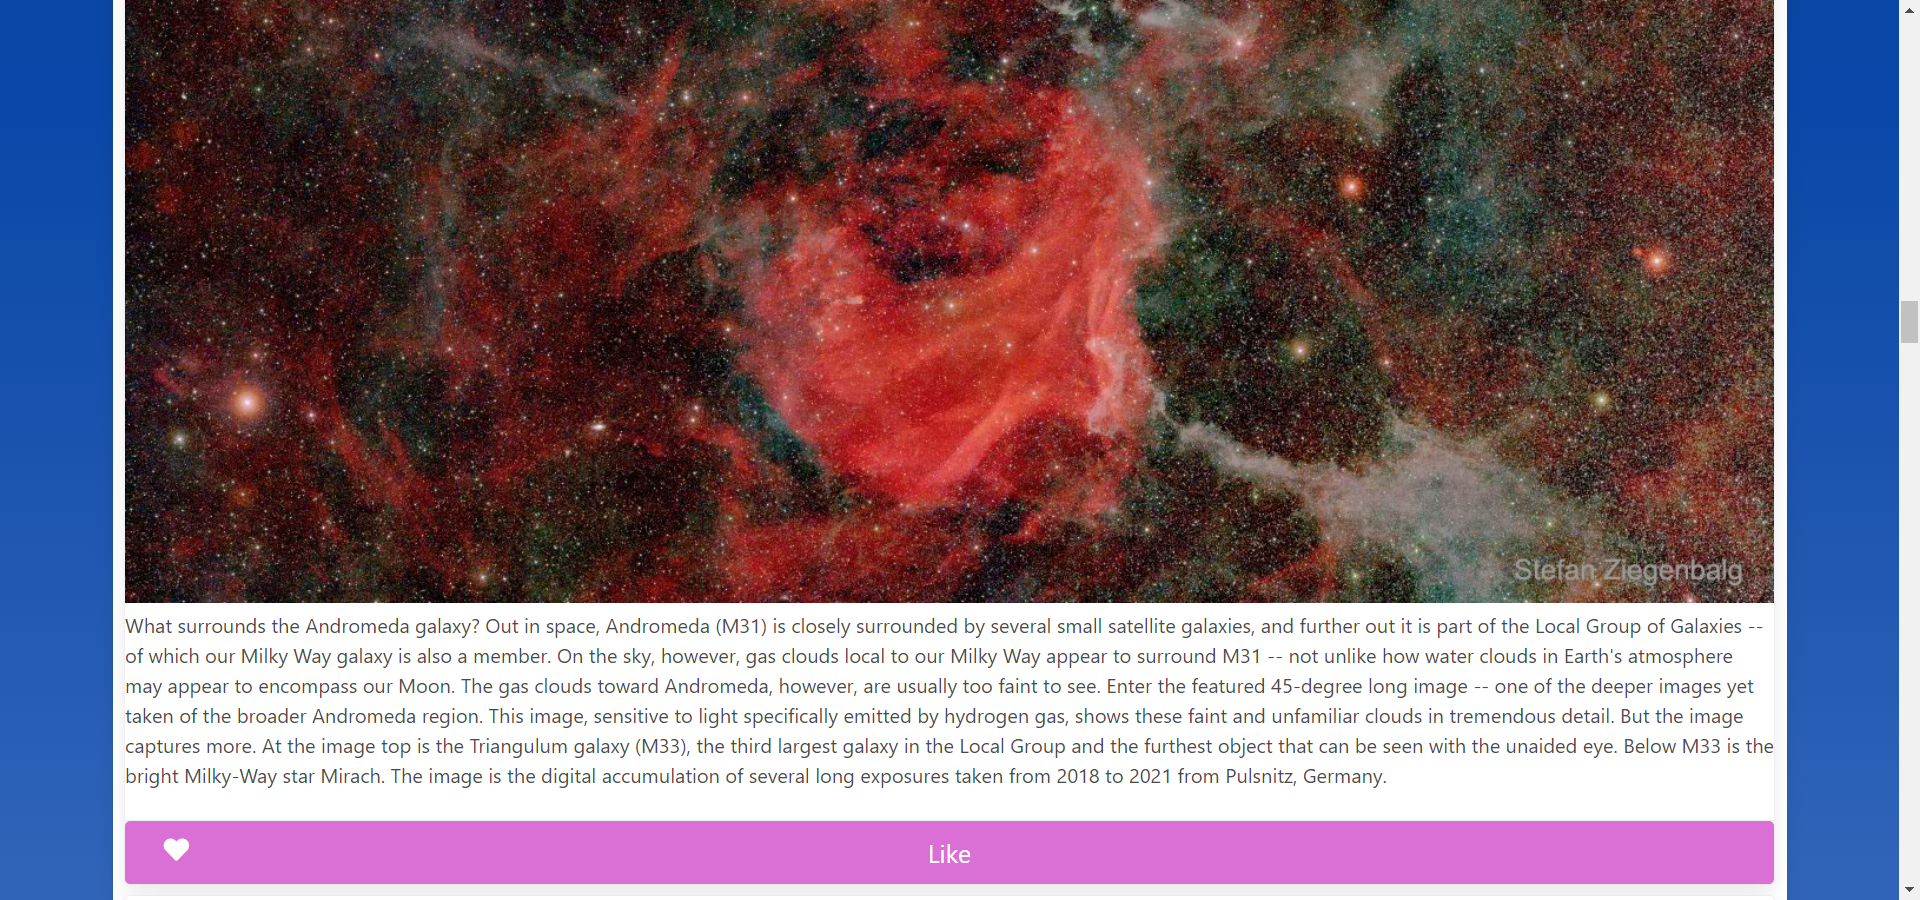 Stefan Ziegenbalg
What surrounds the Andromeda galaxy? Out in space, Andromeda (M31) is closely surrounded by several small satellite galaxies, and further out it is part of the Local Group of Galaxies --
of which our Milky Way galaxy is also a member. On the sky, however, gas clouds local to our Milky Way appear to surround M31 -- not unlike how water clouds in Earth's atmosphere
may appear to encompass our Moon. The gas clouds toward Andromeda, however, are usually too faint to see. Enter the featured 45-degree long image -- one of the deeper images yet
taken of the broader Andromeda region. This image, sensitive to light specifically emitted by hydrogen gas, shows these faint and unfamiliar clouds in tremendous detail. But the image
captures more. At the image top is the Triangulum galaxy (M33), the third largest galaxy in the Local Group and the furthest object that can be seen with the unaided eye. Below M33 is the
bright Milky-Way star Mirach. The image is the digital accumulation of several long exposures taken from 2018 to 2021 from Pulsnitz, Germany.
Like